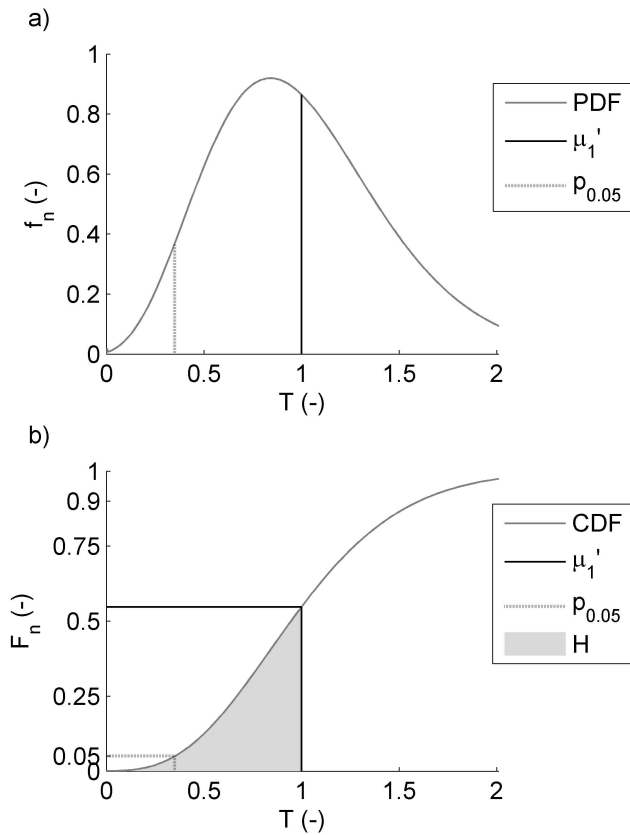 a)
1
0.8
0.6
0.4
0.2
0
f_n (-)
0 0.5 1 1.5 2
T (-)
PDF
μ_1'
p_0.05
b)
1
0.9
0.75
0.5
0.25
0.05
0
F_n (-)
0 0.5 1 1.5 2
T (-)
CDF
μ_1'
p_0.05
H